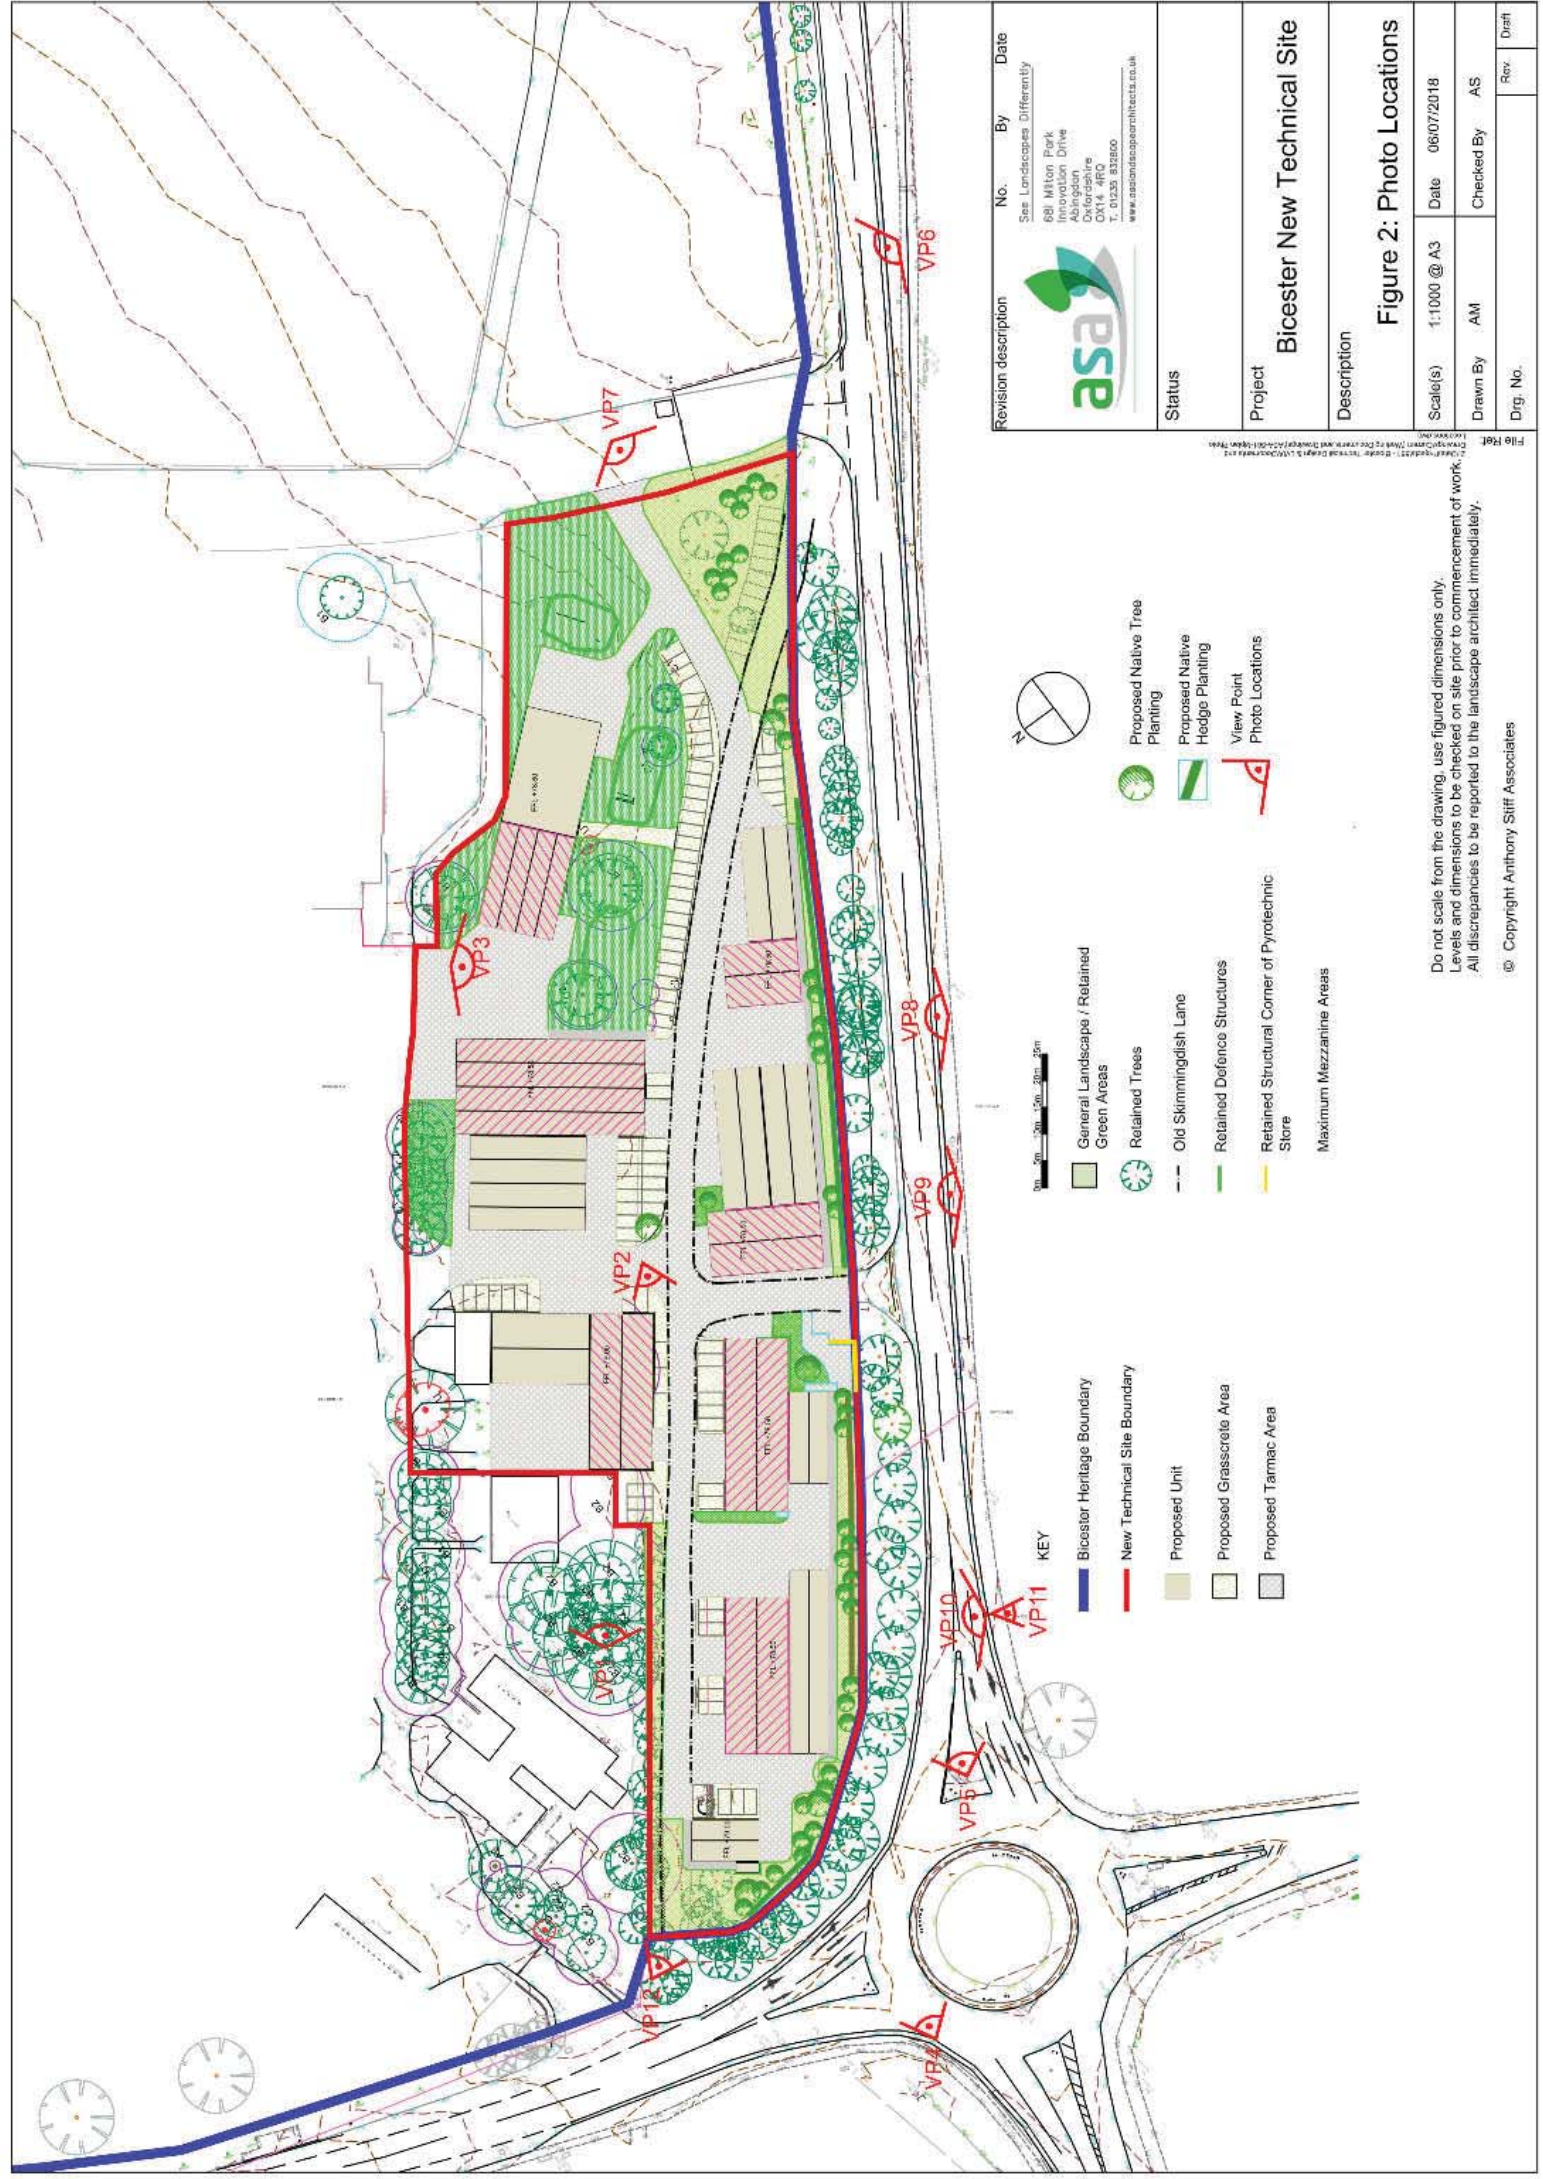 VP1
VP2
VP3
VP4
VP5
VP6
VP7
VP8
VP9
VP10
VP11
VP12
B1
B2
KEY
Bicester Heritage Boundary
New Technical Site Boundary
Proposed Unit
Proposed Grasscrete Area
Proposed Tarmac Area
0m 5m 10m 15m 20m 25m
General Landscape / Retained
Green Areas
Retained Trees
Old Skimmingdish Lane
Retained Defence Structures
Retained Structural Corner of Pyrotechnic
Store
Maximum Mezzanine Areas
N
Proposed Native Tree
Planting
Proposed Native
Hedge Planting
View Point
Photo Locations
Do not scale from the drawing, use figured dimensions only.
Levels and dimensions to be checked on site prior to commencement of work.
All discrepancies to be reported to the landscape architect immediately.
© Copyright Anthony Stiff Associates
Revision description No. By Date
asa
See Landscapes Differently
68J Milton Park
Innovation Drive
Abingdon
Oxfordshire
OX14 4RQ
T. 01235 832800
www.asalandscapearchitects.co.uk
Status
Project
Bicester New Technical Site
Description
Figure 2: Photo Locations
Scale(s) 1:1000 @ A3 Date 06/07/2018
Drawn By AM Checked By AS
Drg. No. Rev. Draft
File Ref: